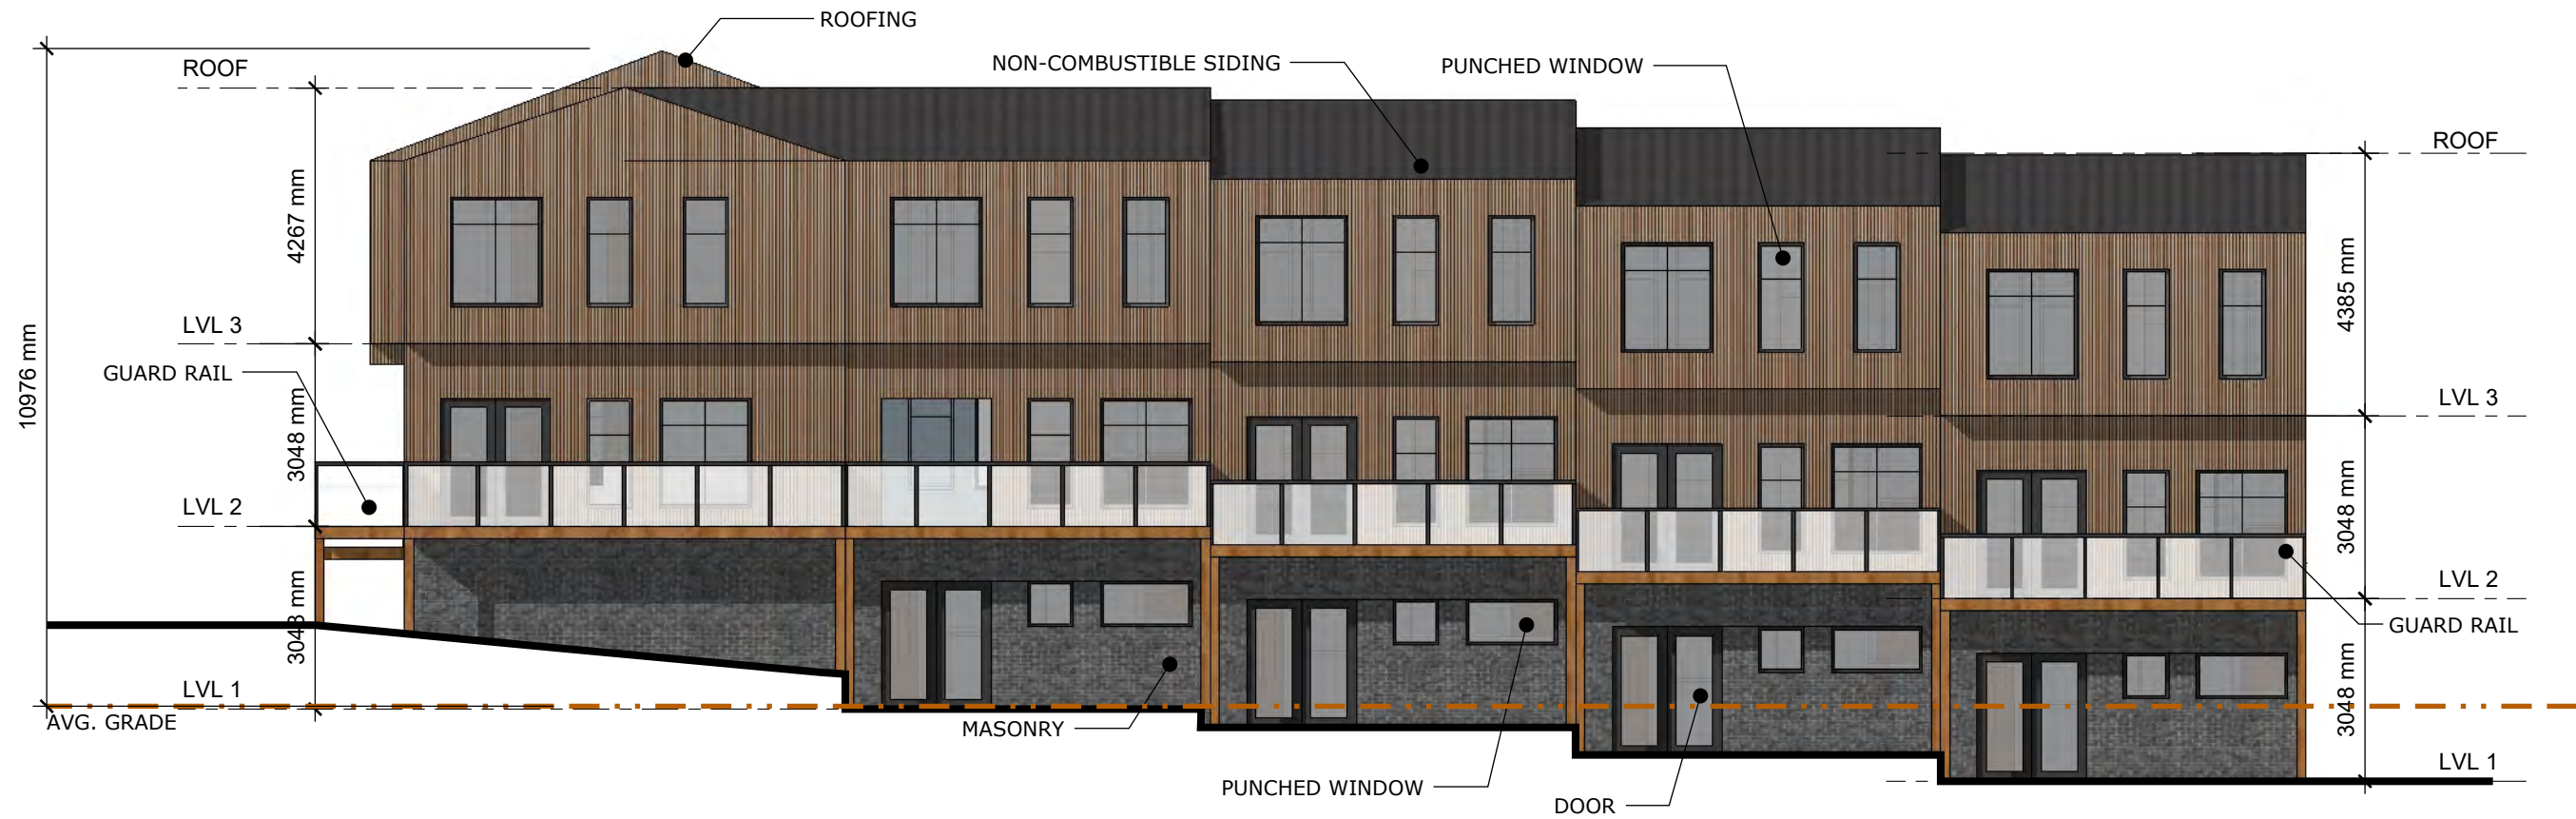 ROOFING
ROOF
NON-COMBUSTIBLE SIDING
PUNCHED WINDOW
ROOF
4267 mm
4385 mm
10976 mm
LVL 3
GUARD RAIL
LVL 3
3048 mm
3048 mm
LVL 2
LVL 2
GUARD RAIL
3048 mm
3048 mm
LVL 1
AVG. GRADE
MASONRY
LVL 1
PUNCHED WINDOW
DOOR